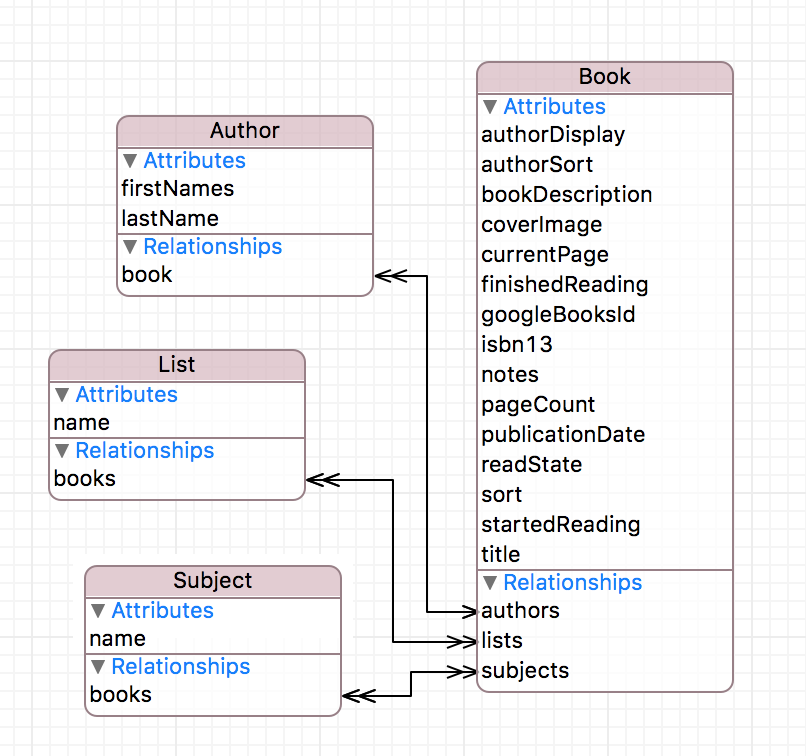 Author
Attributes
firstNames
lastName
Relationships
book
List
Attributes
name
Relationships
books
Subject
Attributes
name
Relationships
books
Book
Attributes
authorDisplay
authorSort
bookDescription
coverImage
currentPage
finishedReading
googleBooksId
isbn13
notes
pageCount
publicationDate
readState
sort
startedReading
title
Relationships
authors
lists
subjects